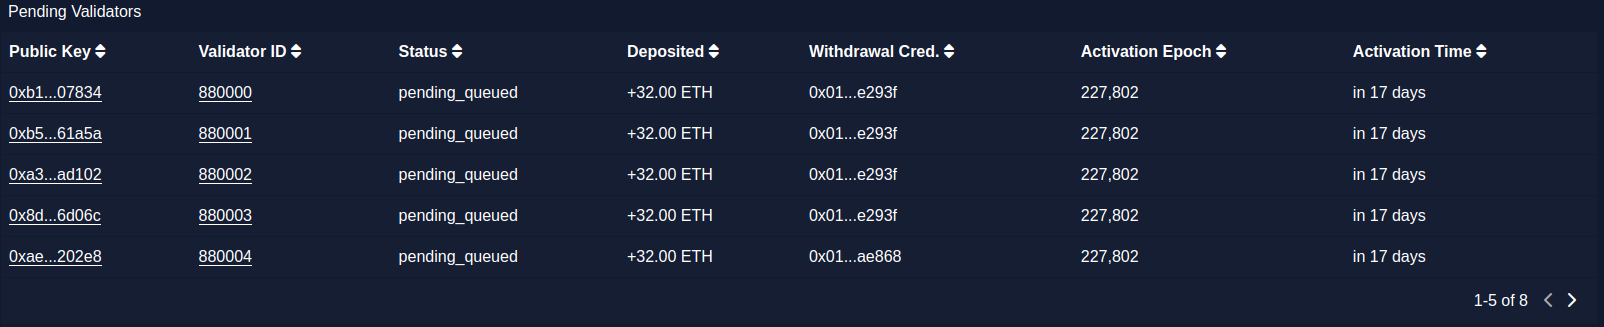 Pending Validators
Public Key Validator ID Status Deposited Withdrawal Cred. Activation Epoch Activation Time
0xb1...07834 880000 pending_queued +32.00 ETH 0x01...e293f 227,802 in 17 days
0xb5...61a5a 880001 pending_queued +32.00 ETH 0x01...e293f 227,802 in 17 days
0xa3...ad102 880002 pending_queued +32.00 ETH 0x01...e293f 227,802 in 17 days
0x8d...6d06c 880003 pending_queued +32.00 ETH 0x01...e293f 227,802 in 17 days
0xae...202e8 880004 pending_queued +32.00 ETH 0x01...ae868 227,802 in 17 days
1-5 of 8